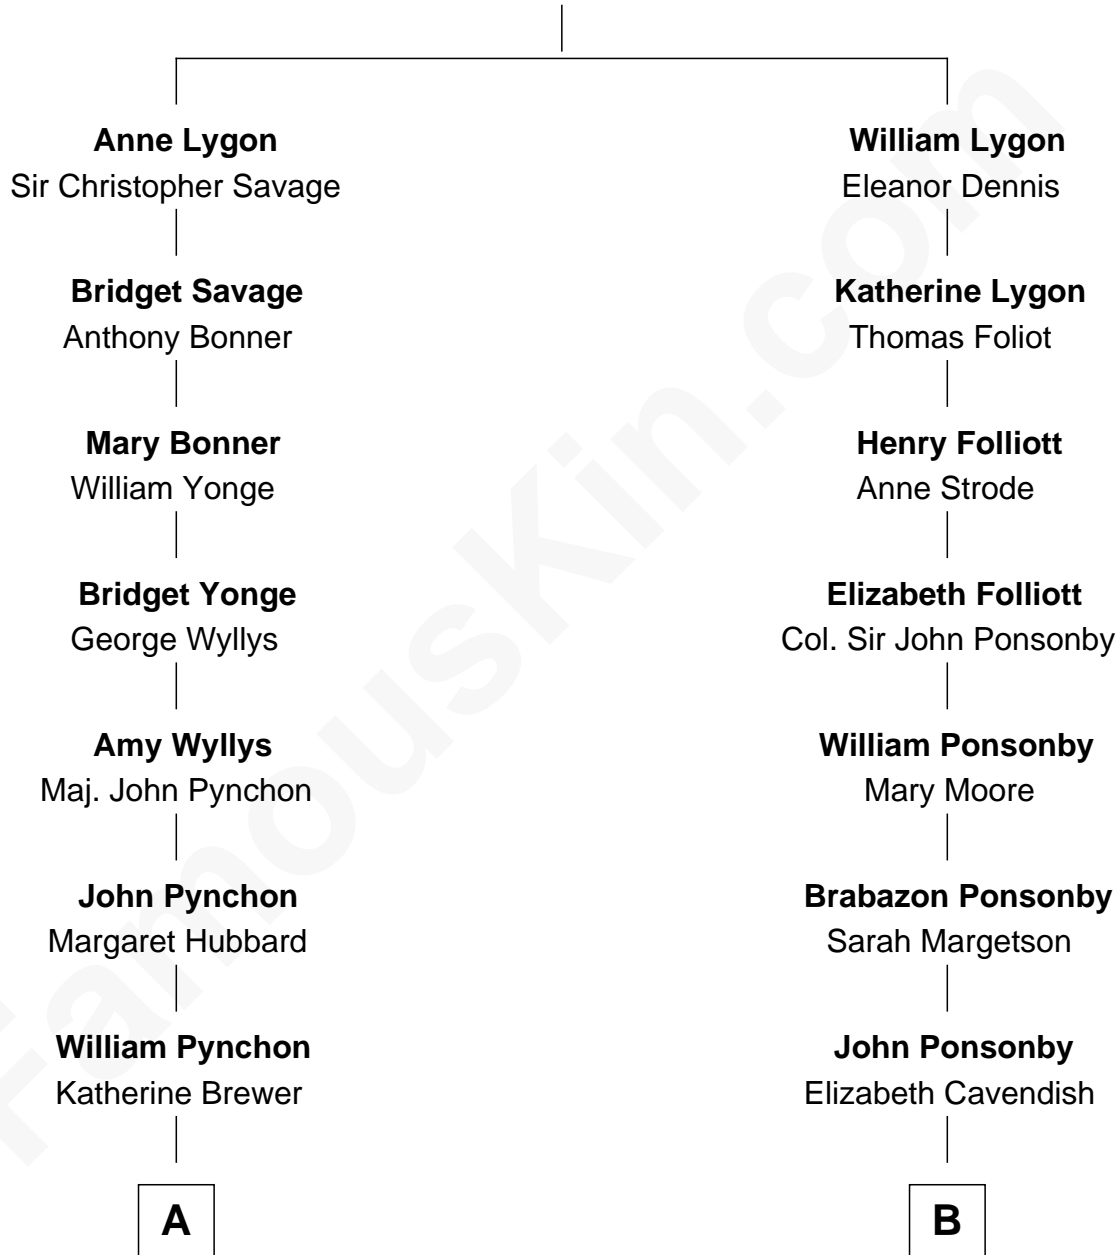 Anne Lygon
Sir Christopher Savage
William Lygon
Eleanor Dennis
Bridget Savage
Anthony Bonner
Katherine Lygon
Thomas Foliot
Mary Bonner
William Yonge
Henry Folliott
Anne Strode
Bridget Yonge
George Wyllys
Elizabeth Folliott
Col. Sir John Ponsonby
Amy Wyllys
Maj. John Pynchon
William Ponsonby
Mary Moore
John Pynchon
Margaret Hubbard
Brabazon Ponsonby
Sarah Margetson
William Pynchon
Katherine Brewer
John Ponsonby
Elizabeth Cavendish
A
B
FamousKin.com